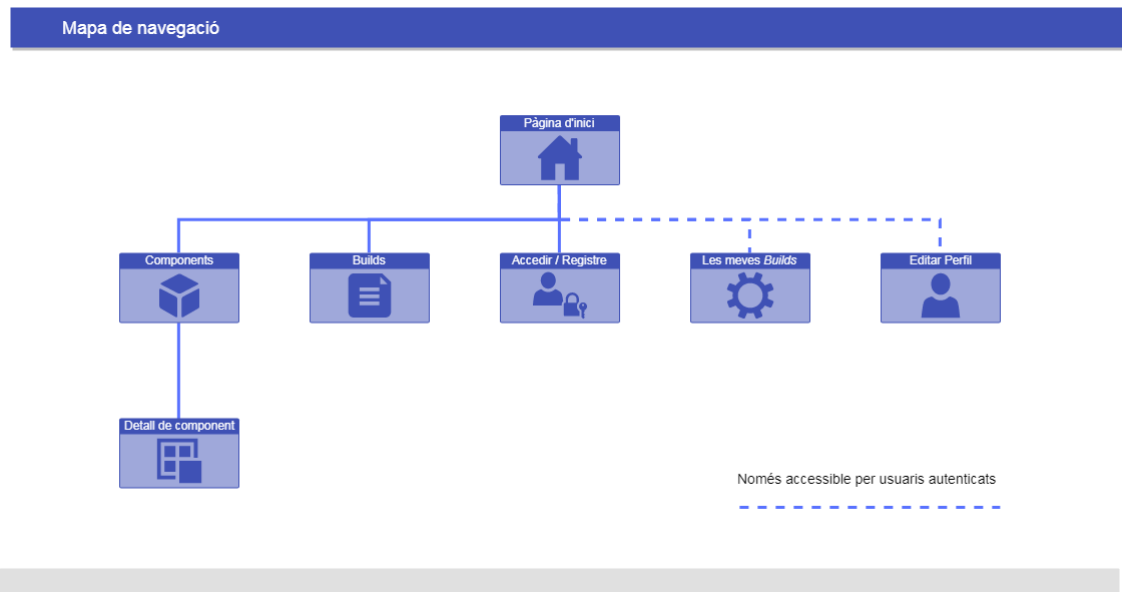 Mapa de navegació
Pàgina d'inici
Components
Builds
Accedir / Registre
Les meves Builds
Editar Perfil
Detall de component
Només accessible per usuaris autenticats